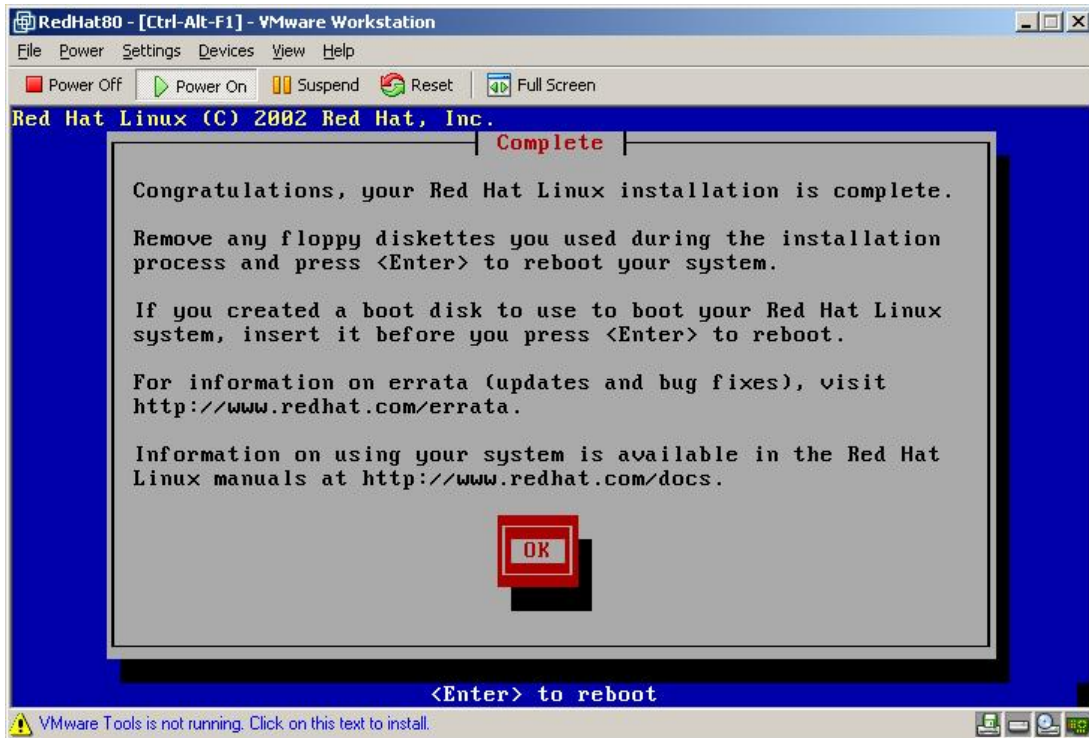 RedHat80 - [Ctrl-Alt-F1] - VMware Workstation
File Power Settings Devices View Help
Power Off Power On Suspend Reset Full Screen
Red Hat Linux (C) 2002 Red Hat, Inc.
Complete
Congratulations, your Red Hat Linux installation is complete.
Remove any floppy diskettes you used during the installation
process and press <Enter> to reboot your system.
If you created a boot disk to use to boot your Red Hat Linux
system, insert it before you press <Enter> to reboot.
For information on errata (updates and bug fixes), visit
http://www.redhat.com/errata.
Information on using your system is available in the Red Hat
Linux manuals at http://www.redhat.com/docs.
OK
<Enter> to reboot
VMware Tools is not running. Click on this text to install.